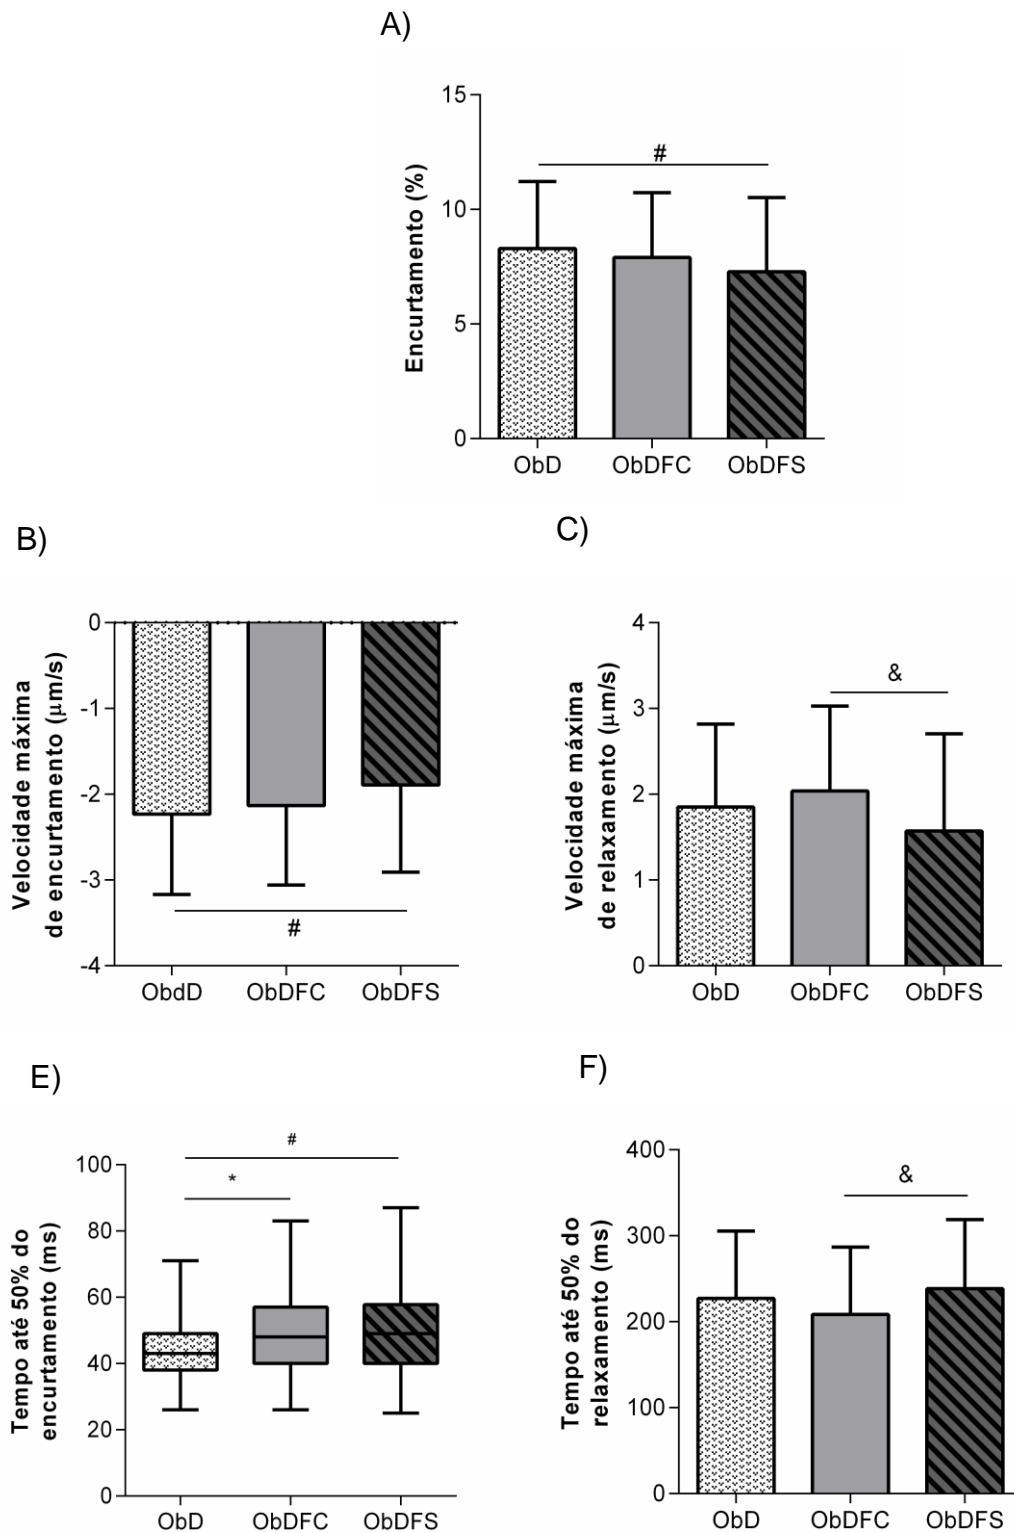 A)
15
10
5
0
Encurtamento (%)
#
ObD ObDFC ObDFS
B)
0
-1
-2
-3
-4
Velocidade máxima
de encurtamento (μm/s)
#
ObdD ObDFC ObDFS
C)
4
3
2
1
0
Velocidade máxima
de relaxamento (μm/s)
&
ObD ObDFC ObDFS
E)
100
80
60
40
20
0
Tempo até 50% do
encurtamento (ms)
#
*
ObD ObDFC ObDFS
F)
400
300
200
100
0
Tempo até 50% do
relaxamento (ms)
&
ObD ObDFC ObDFS